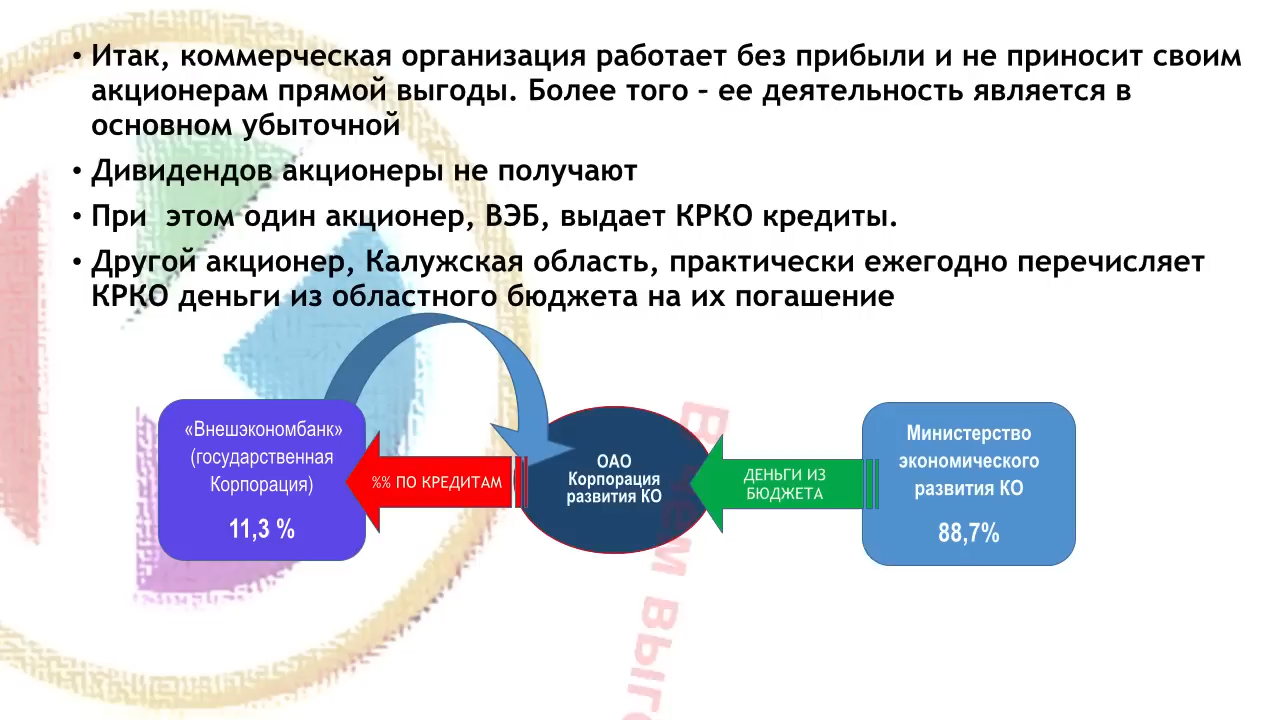 • Итак, коммерческая организация работает без прибыли и не приносит своим
акционерам прямой выгоды. Более того – ее деятельность является в
основном убыточной
• Дивидендов акционеры не получают
• При  этом один акционер, ВЭБ, выдает КРКО кредиты.
• Другой акционер, Калужская область, практически ежегодно перечисляет
КРКО деньги из областного бюджета на их погашение
«Внешэкономбанк»
(государственная
Корпорация)
11,3 %
%% ПО КРЕДИТАМ
ОАО
Корпорация
развития КО
ДЕНЬГИ ИЗ
БЮДЖЕТА
Министерство
экономического
развития КО
88,7%
В чем выго